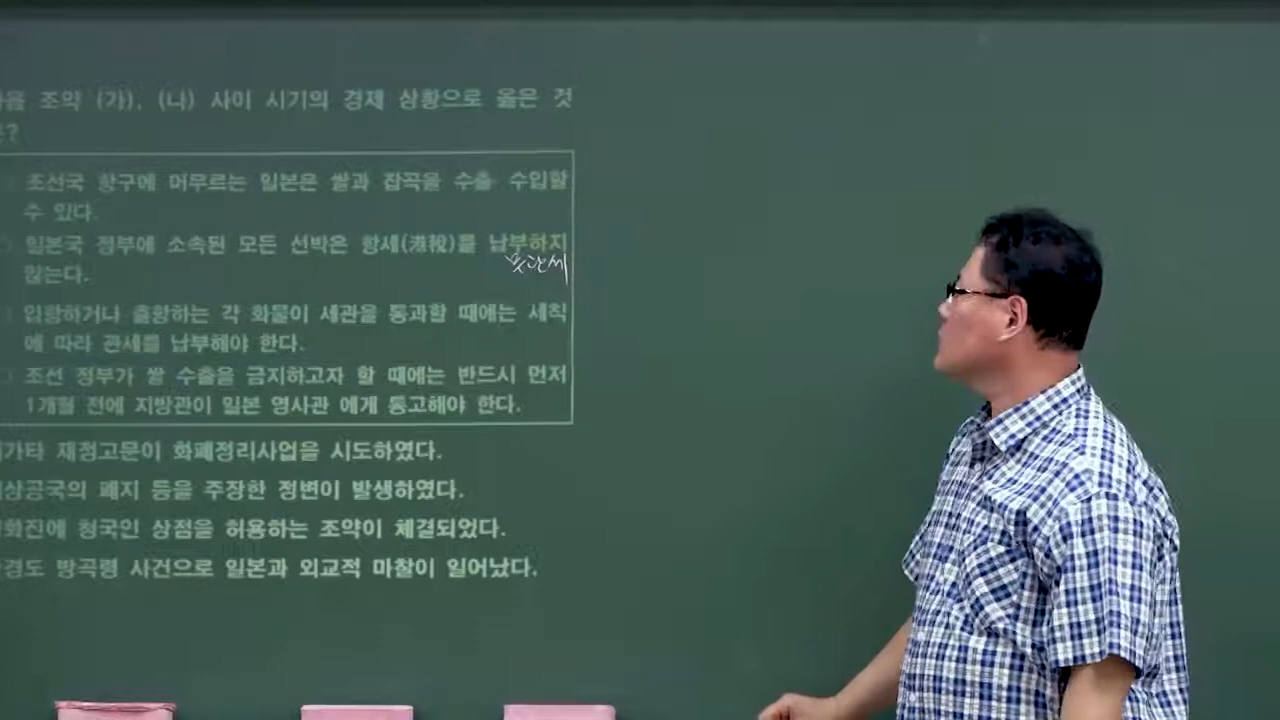 조약 (가), (나) 사이 시기의 경제 상황으로 옳은 것
?
조선국 항구에 머무르는 일본은 쌀과 잡곡을 수출 수입할
수 있다.
일본국 정부에 소속된 모든 선박은 항세(港稅)를 납부하지
않는다.
입항하거나 출항하는 각 화물이 세관을 통과할 때에는 세칙
에 따라 관세를 납부해야 한다.
조선 정부가 쌀 수출을 금지하고자 할 때에는 반드시 먼저
1개월 전에 지방관이 일본 영사관 에게 통고해야 한다.
가타 재정고문이 화폐정리사업을 시도하였다.
상공국의 폐지 등을 주장한 정변이 발생하였다.
화진에 청국인 상점을 허용하는 조약이 체결되었다.
경도 방곡령 사건으로 일본과 외교적 마찰이 일어났다.